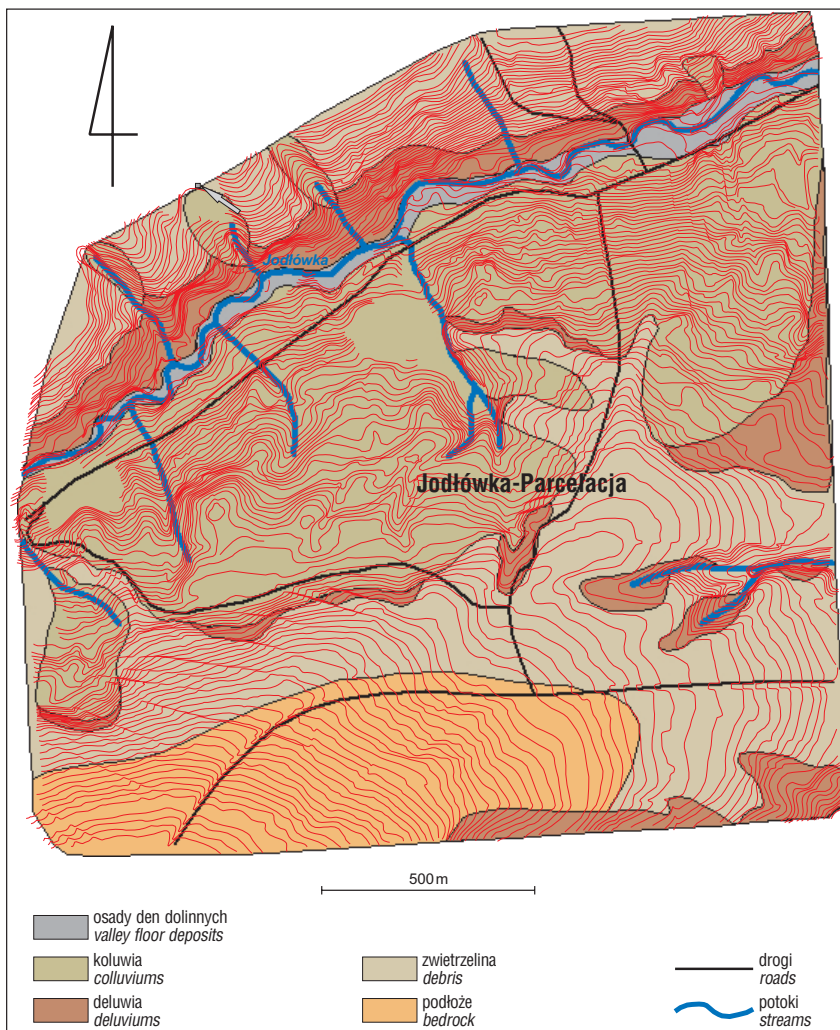 Jodłówka
Jodłówka-Parcelacja
500 m
osady den dolinnych
valley floor deposits
koluwia
colluviums
deluwia
deluviums
zwietrzelina
debris
podłoże
bedrock
drogi
roads
potoki
streams